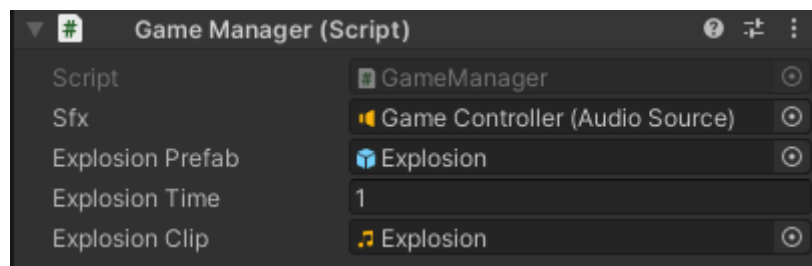 # Game Manager (Script)
Script # GameManager
Sfx Game Controller (Audio Source)
Explosion Prefab Explosion
Explosion Time 1
Explosion Clip Explosion